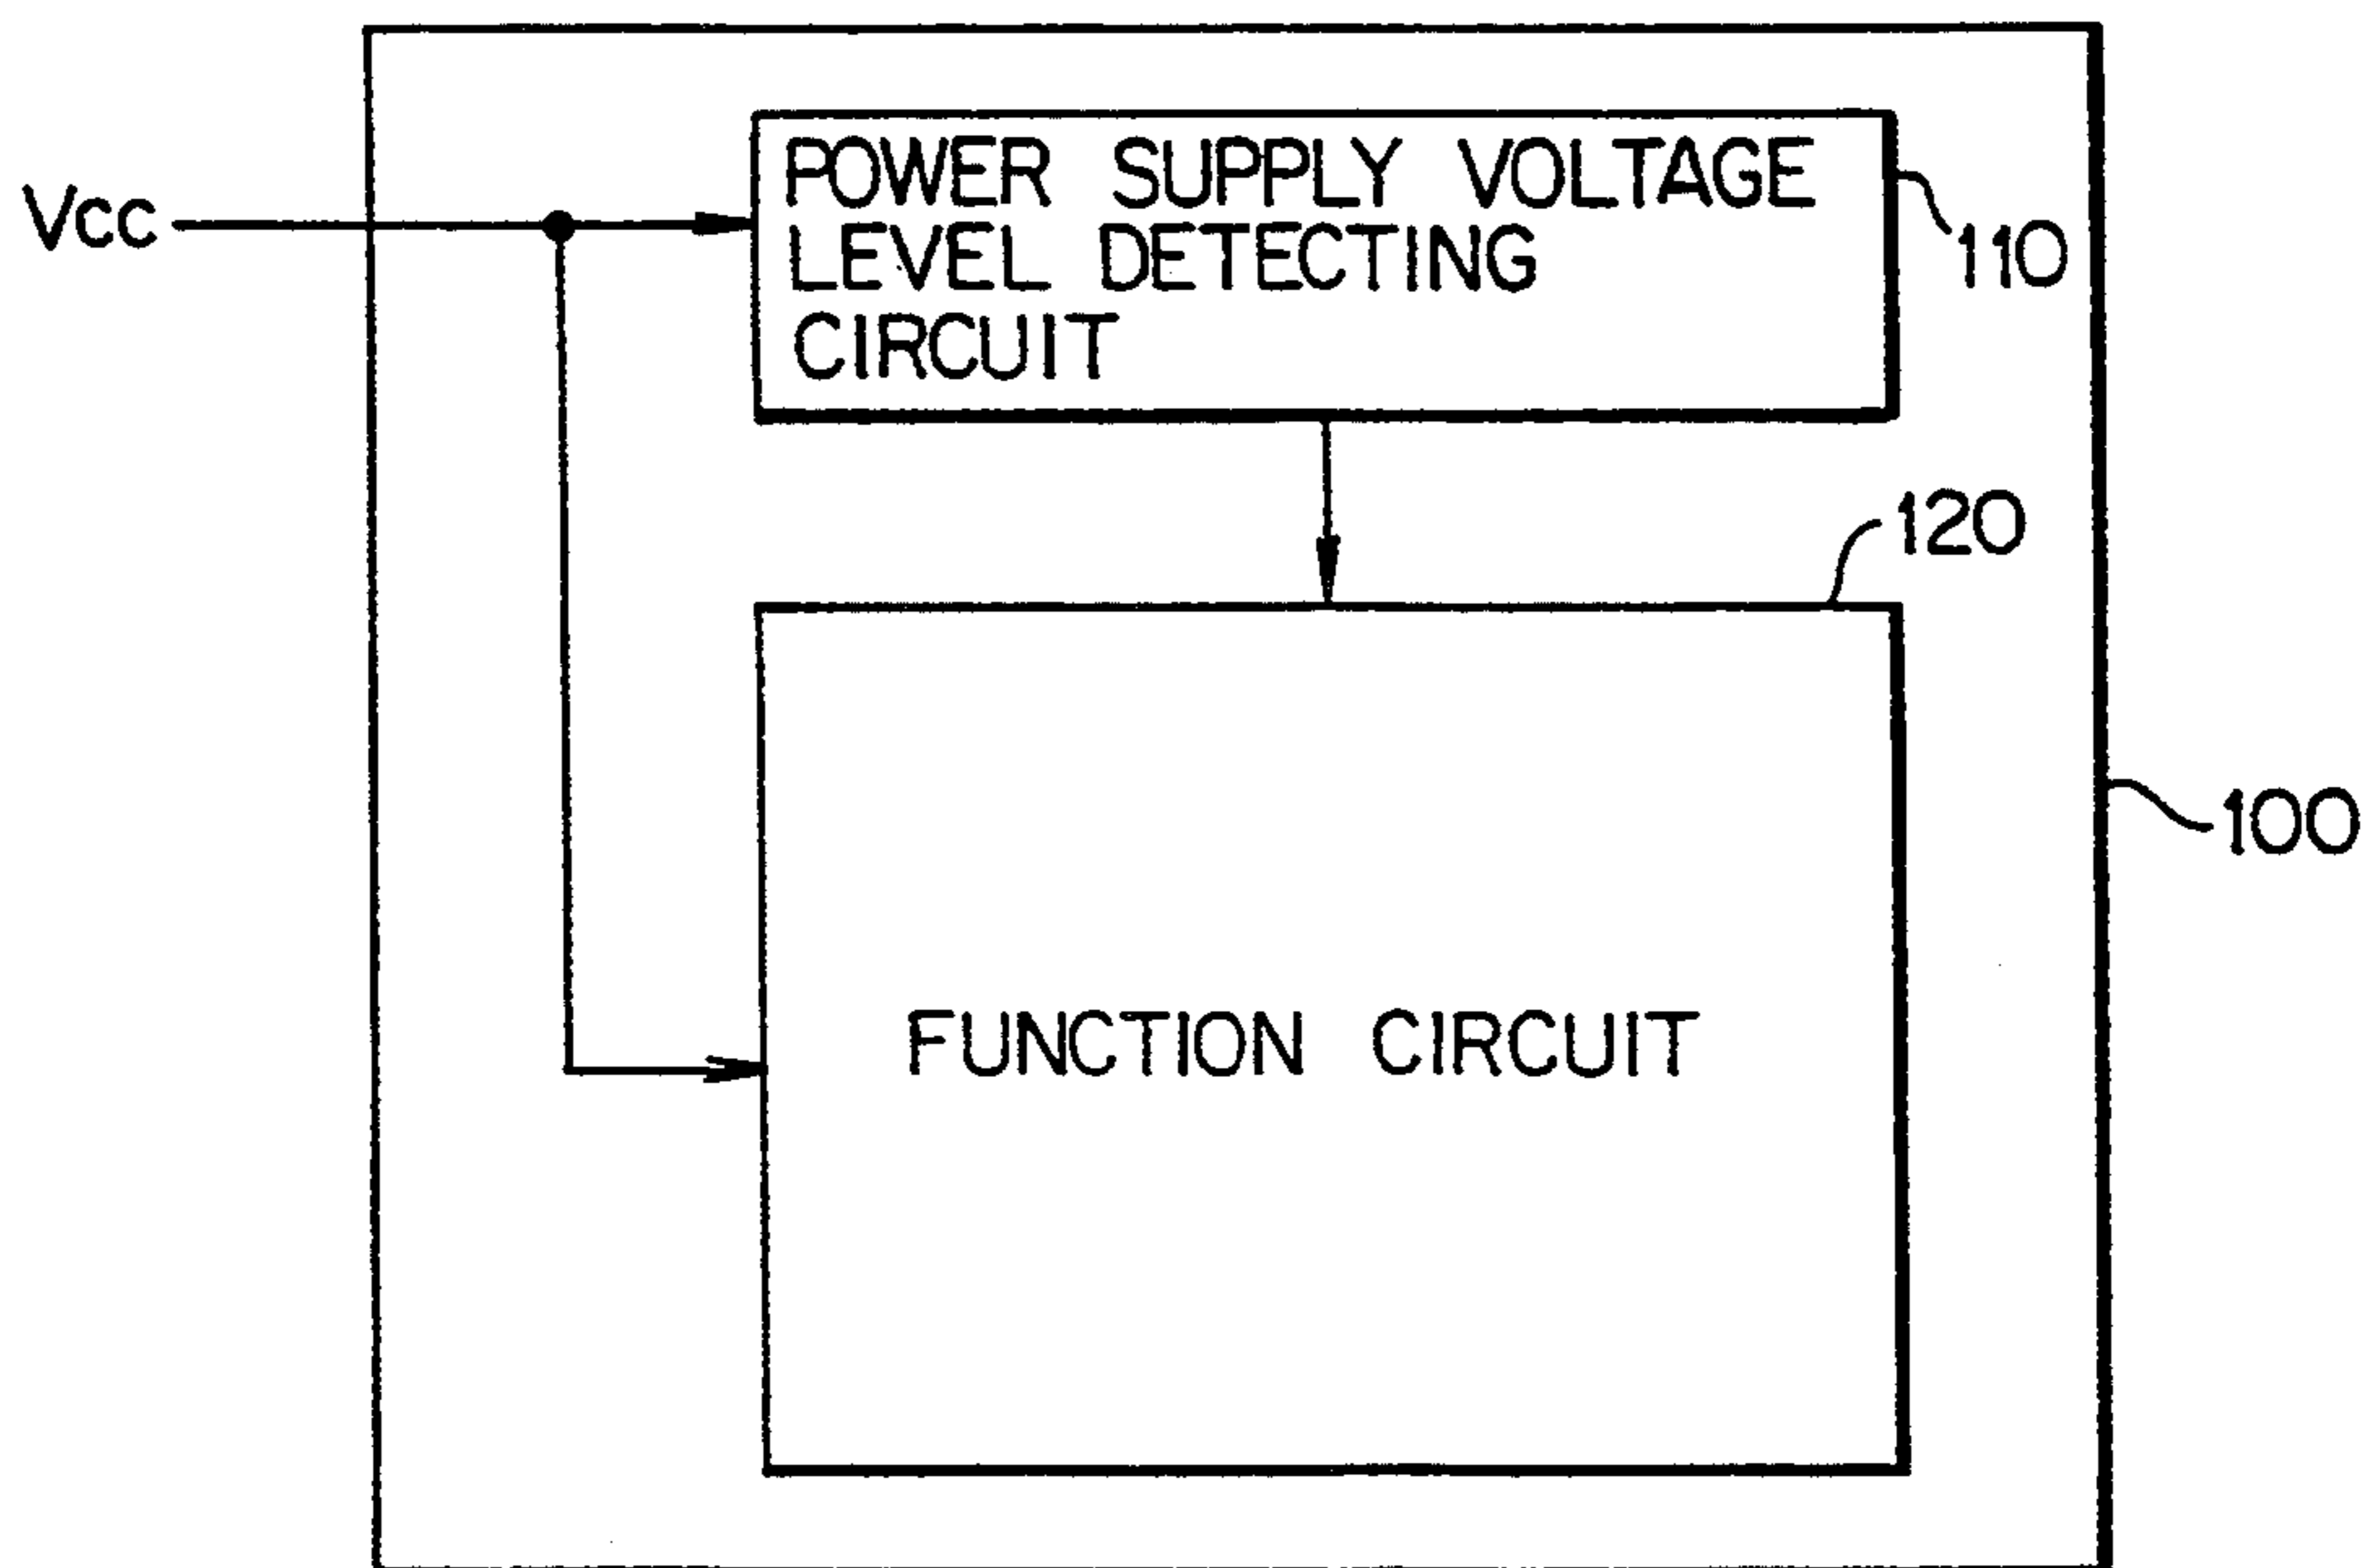 POWER SUPPLY VOLTAGE
LEVEL DETECTING
CIRCUIT
Vcc
110
120
100
FUNCTION CIRCUIT